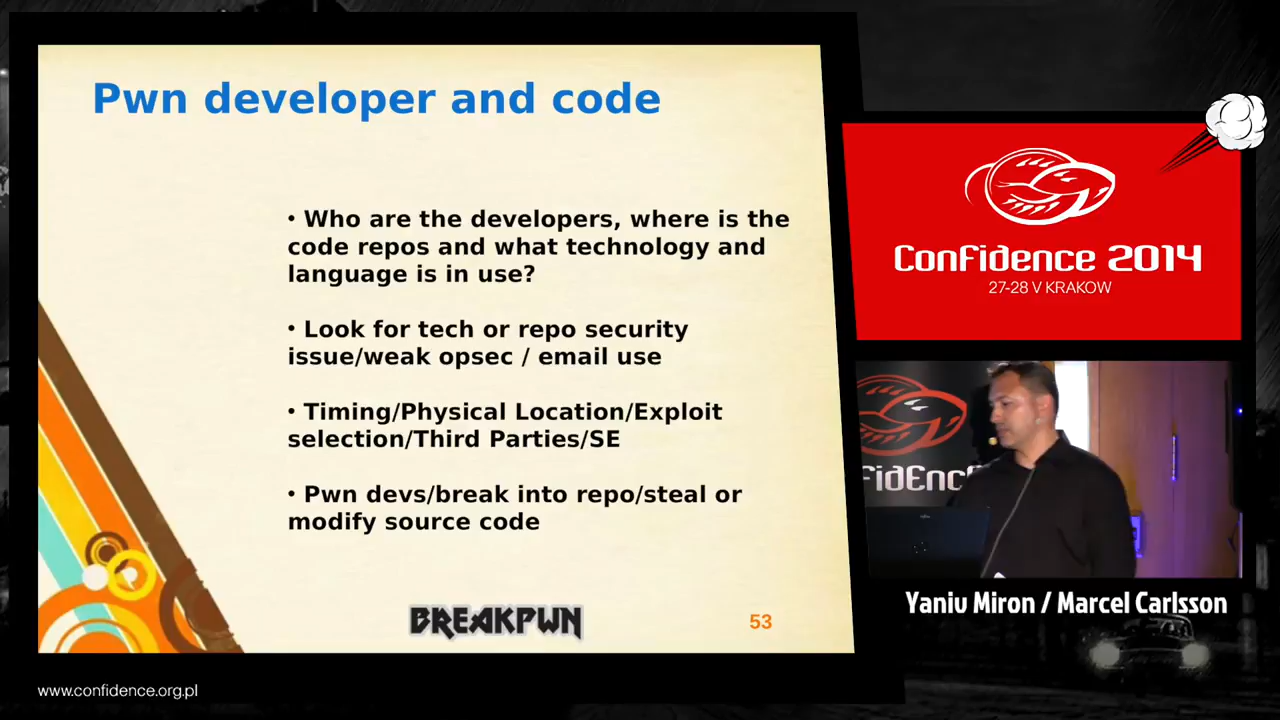 Pwn developer and code
• Who are the developers, where is the
code repos and what technology and
language is in use?
• Look for tech or repo security
issue/weak opsec / email use
• Timing/Physical Location/Exploit
selection/Third Parties/SE
• Pwn devs/break into repo/steal or
modify source code
BREAKPWN
53
ConFidence 2014
27-28 V KRAKOW
FidEnc
Yaniv Miron / Marcel Carlsson
www.confidence.org.pl